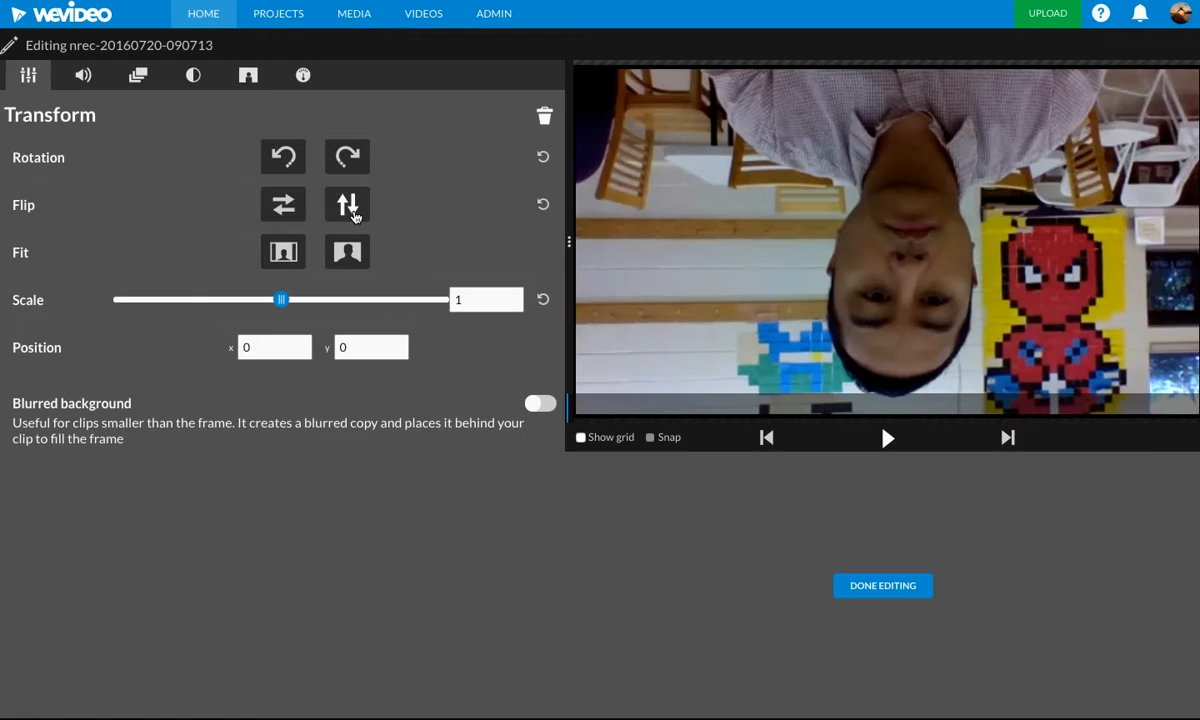 WEVIDEO
HOME
PROJECTS
MEDIA
VIDEOS
ADMIN
UPLOAD
?
Editing nrec-20160720-090713
Transform
Rotation
Flip
Fit
Scale
1
Position
x
0
y
0
Blurred background
Useful for clips smaller than the frame. It creates a blurred copy and places it behind your
clip to fill the frame
Show grid
Snap
DONE EDITING